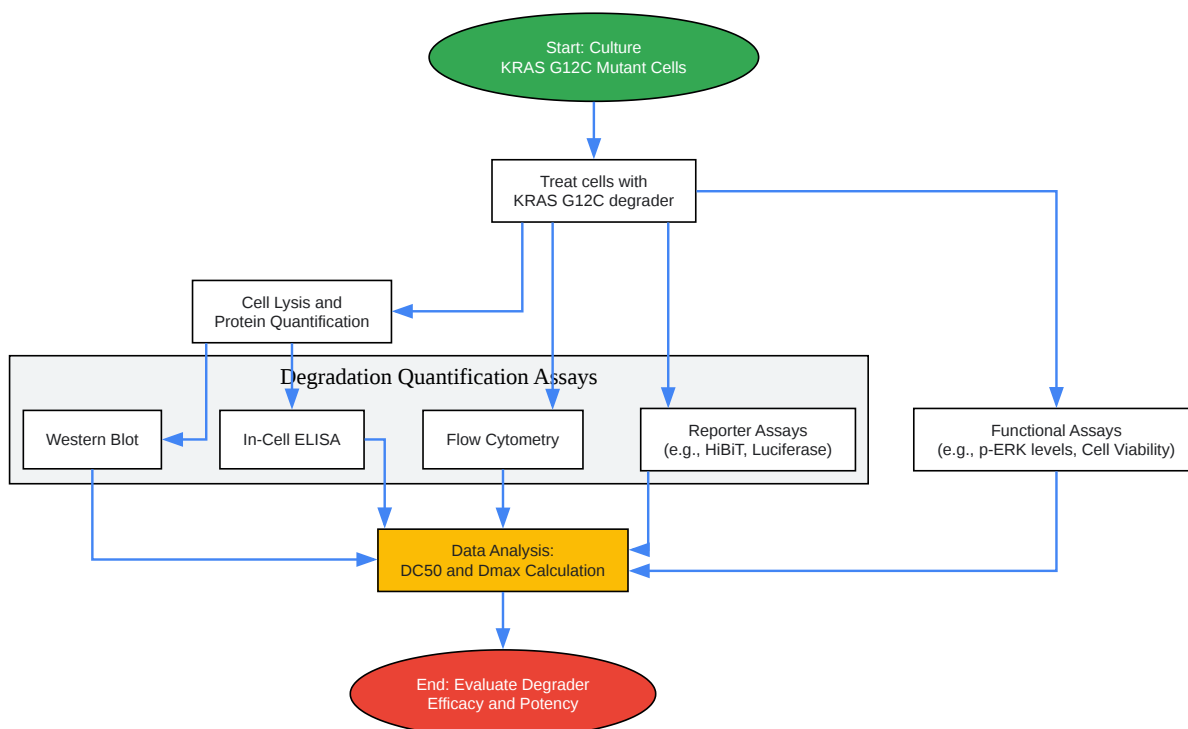 Start: Culture
KRAS G12C Mutant Cells
Treat cells with
KRAS G12C degrader
Cell Lysis and
Protein Quantification
Degradation Quantification Assays
Western Blot
In-Cell ELISA
Flow Cytometry
Reporter Assays
(e.g., HiBiT, Luciferase)
Functional Assays
(e.g., p-ERK levels, Cell Viability)
Data Analysis:
DC50 and Dmax Calculation
End: Evaluate Degrader
Efficacy and Potency